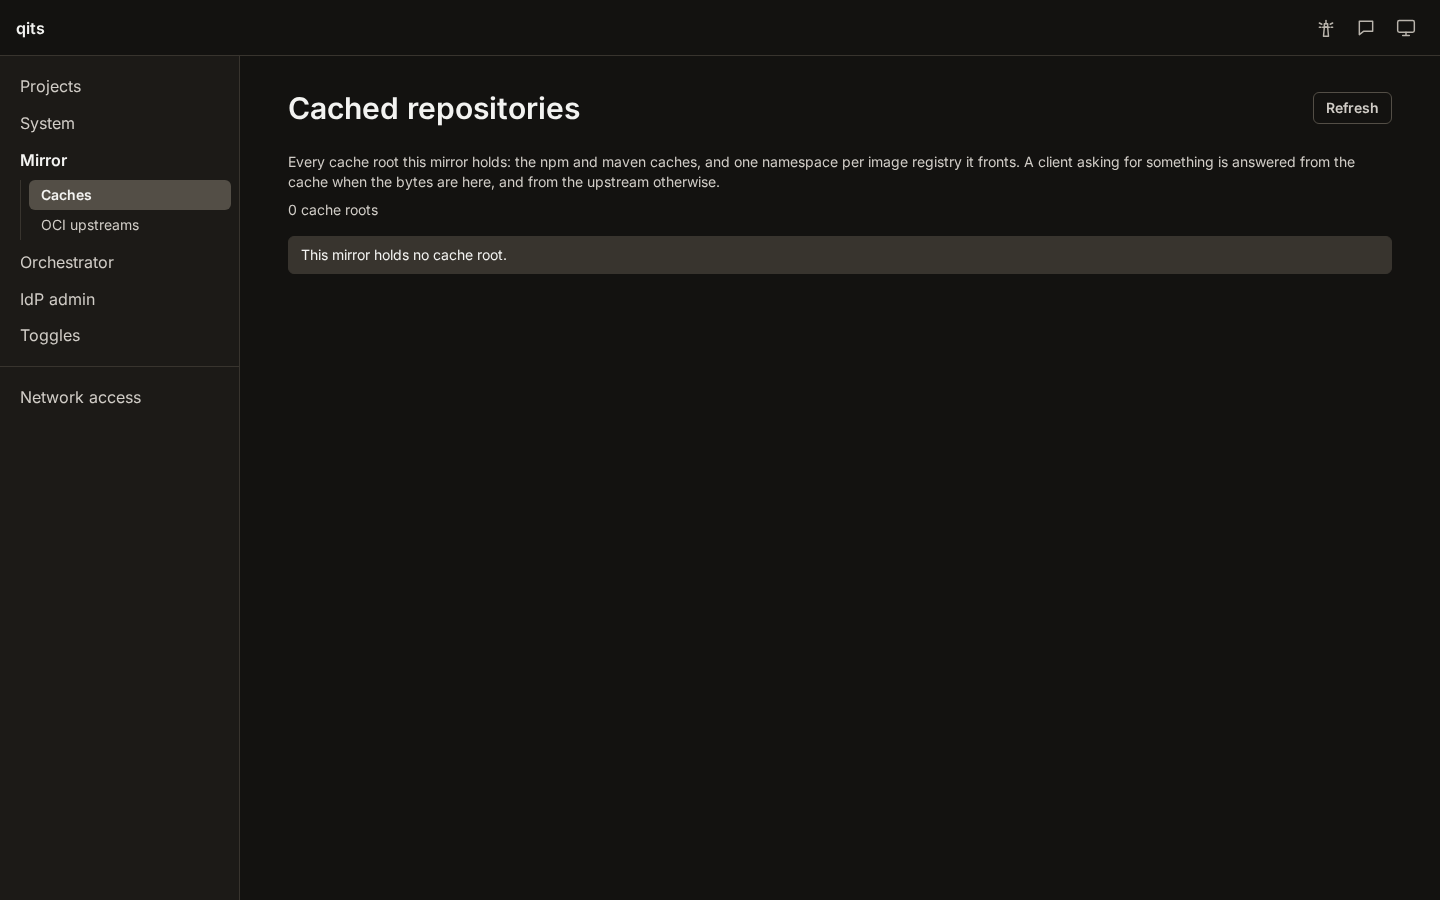 qits
Projects
System
Mirror
Caches
OCI upstreams
Orchestrator
IdP admin
Toggles
Network access
Cached repositories
Refresh
Every cache root this mirror holds: the npm and maven caches, and one namespace per image registry it fronts. A client asking for something is answered from the
cache when the bytes are here, and from the upstream otherwise.
0 cache roots
This mirror holds no cache root.